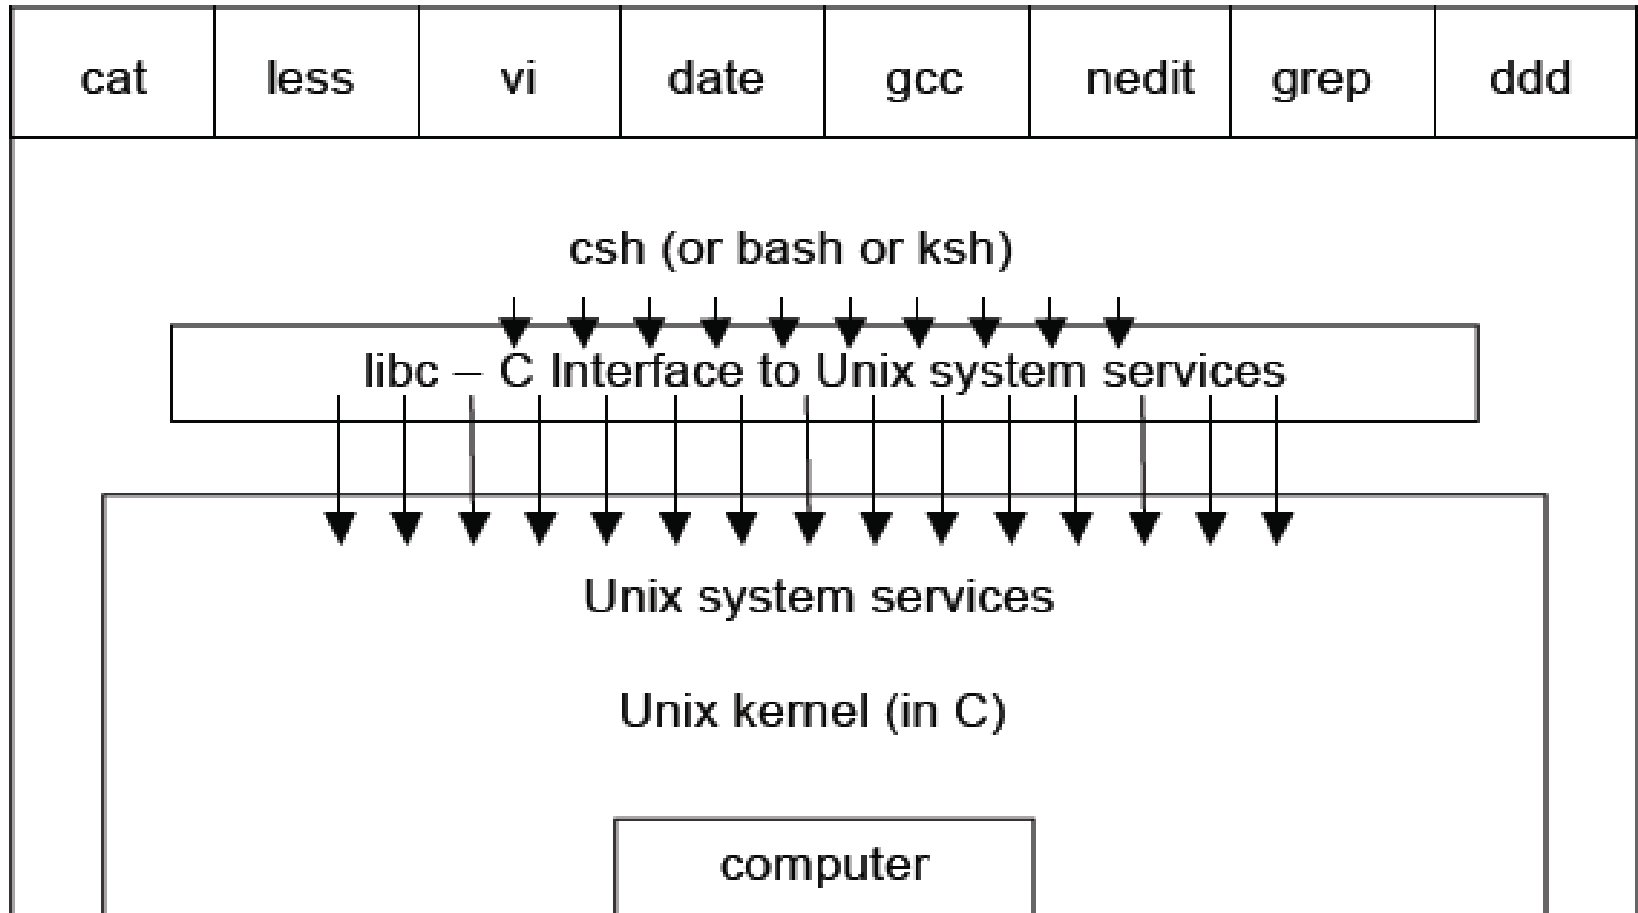 cat less vi date gcc nedit grep ddd
csh (or bash or ksh)
libc – C Interface to Unix system services
Unix system services
Unix kernel (in C)
computer